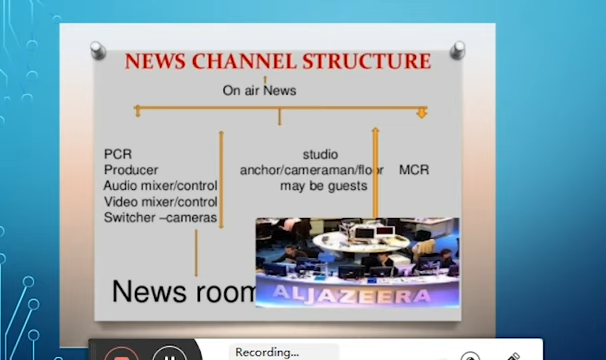 NEWS CHANNEL STRUCTURE
On air News
PCR
Producer
Audio mixer/control
Video mixer/control
Switcher –cameras
studio
anchor/cameraman/floor
may be guests
MCR
News room
ALJAZEERA
Recording...